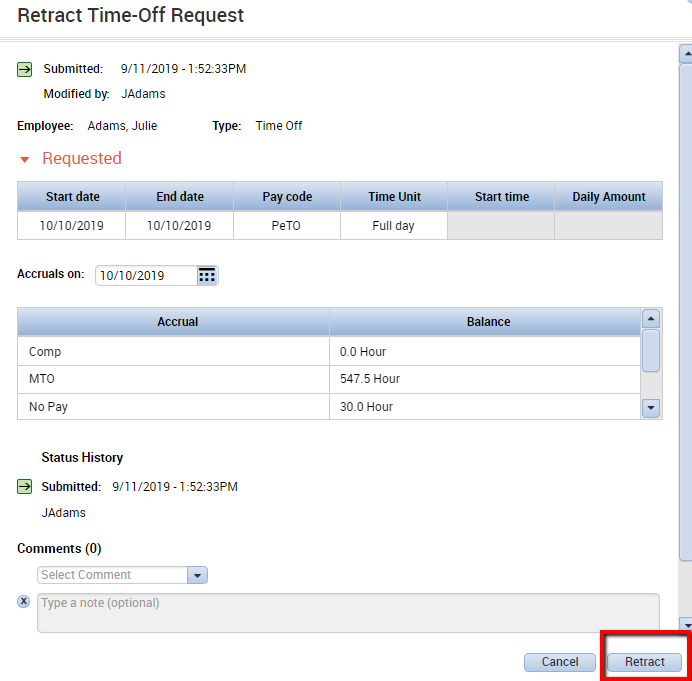 Retract Time-Off Request
Submitted: 9/11/2019 - 1:52:33PM
Modified by: JAdams
Employee: Adams, Julie Type: Time Off
Requested
Start date End date Pay code Time Unit Start time Daily Amount
10/10/2019 10/10/2019 PeTO Full day
Accruals on: 10/10/2019
Accrual Balance
Comp 0.0 Hour
MTO 547.5 Hour
No Pay 30.0 Hour
Status History
Submitted: 9/11/2019 - 1:52:33PM
JAdams
Comments (0)
Select Comment
x Type a note (optional)
Cancel Retract